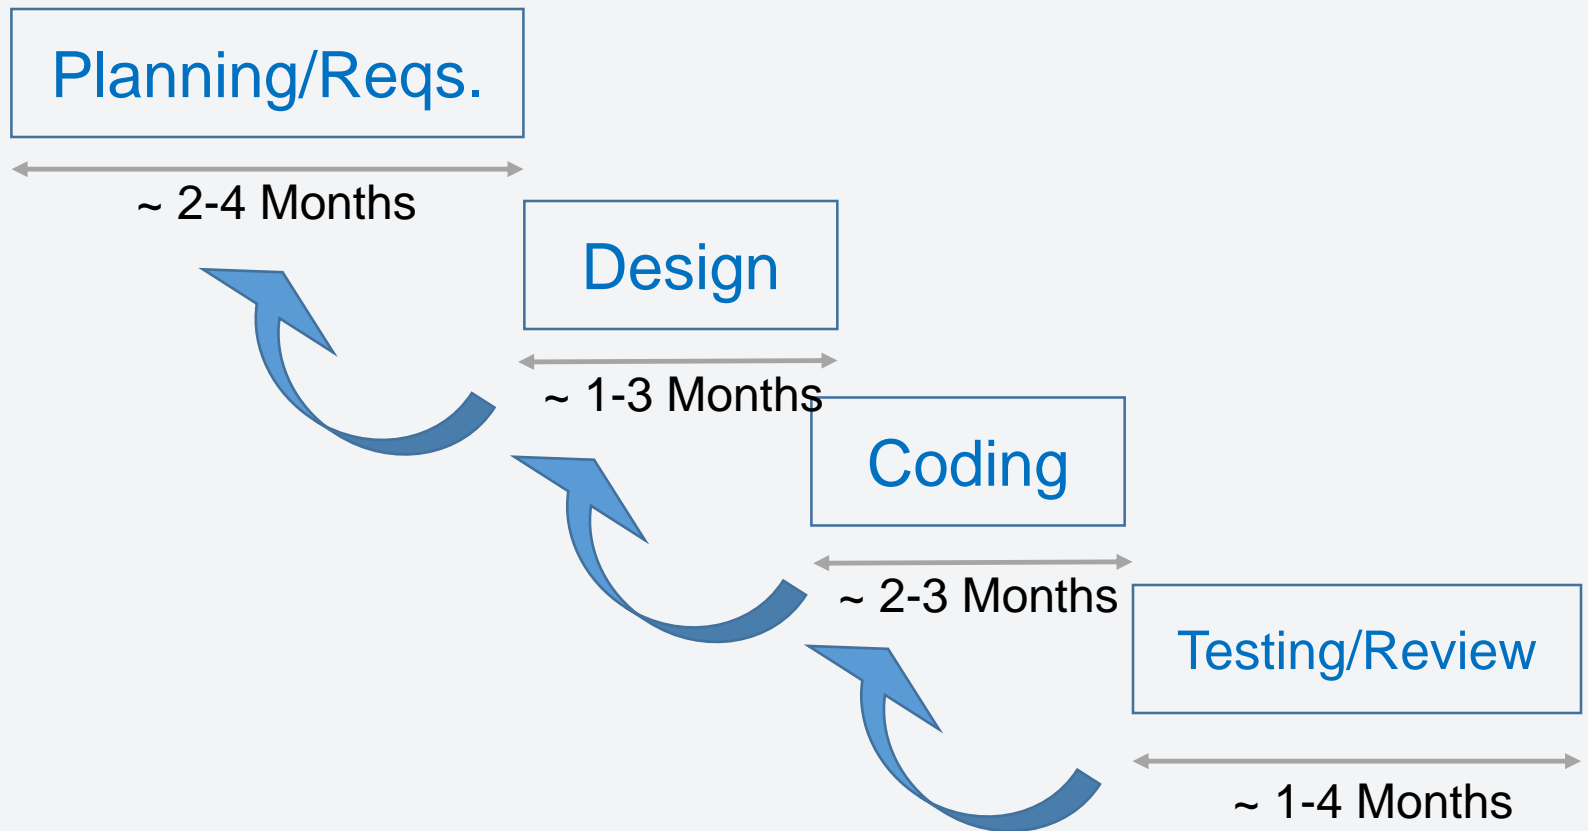 Planning/Reqs.
~ 2-4 Months
Design
~ 1-3 Months
Coding
~ 2-3 Months
Testing/Review
~ 1-4 Months